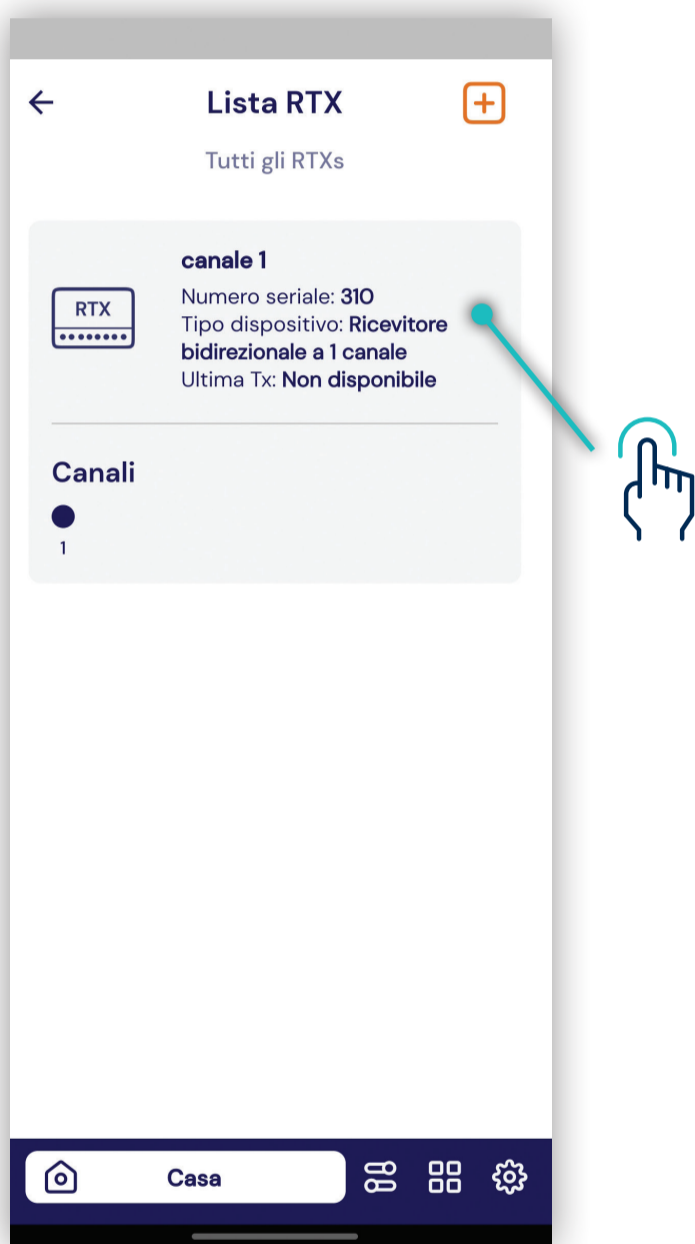 Lista RTX
Tutti gli RTXs
RTX
canale 1
Numero seriale: 310
Tipo dispositivo: Ricevitore
bidirezionale a 1 canale
Ultima Tx: Non disponibile
Canali
1
Casa